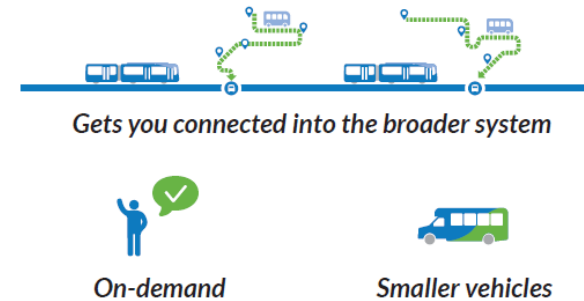 Gets you connected into the broader system
On-demand
Smaller vehicles